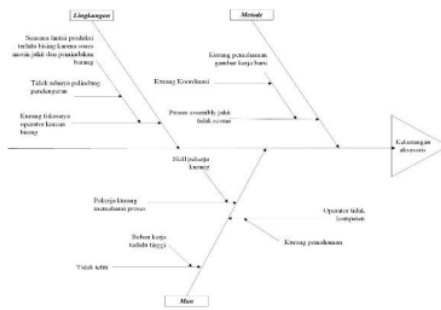 Lingkungan
Metode
Suasana lantai produksi
terlalu bising karena suara
mesin jahit dan pemindahan
barang
Kurang pemahaman
gambar kerja baru
Tidak adanya pelindung
pendengaran
Kurang Koordinasi
Kurang fokusnya
operator karena
bising
Proses assembly jahit
tidak sesuai
Kekurangan
aksesoris
Skill pekerja
kurang
Pekerja kurang
memahami proses
Operator tidak
kompeten
Beban kerja
terlalu tinggi
Kurang pemahaman
Tidak teliti
Man